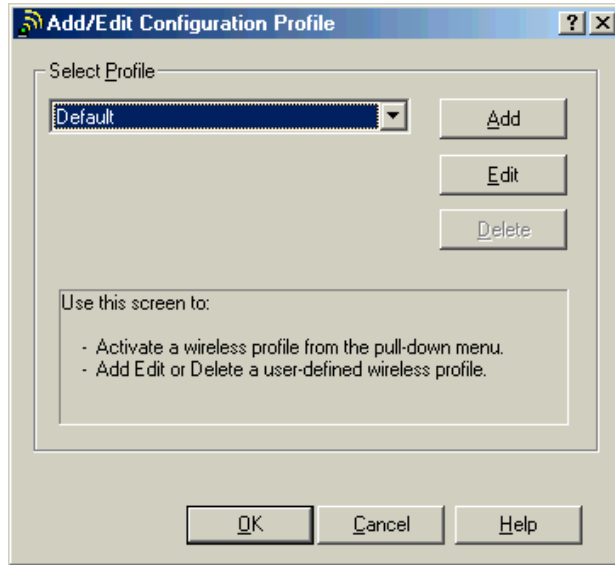 Add/Edit Configuration Profile
Select Profile
Default
Add
Edit
Delete
Use this screen to:
- Activate a wireless profile from the pull-down menu.
- Add Edit or Delete a user-defined wireless profile.
OK
Cancel
Help